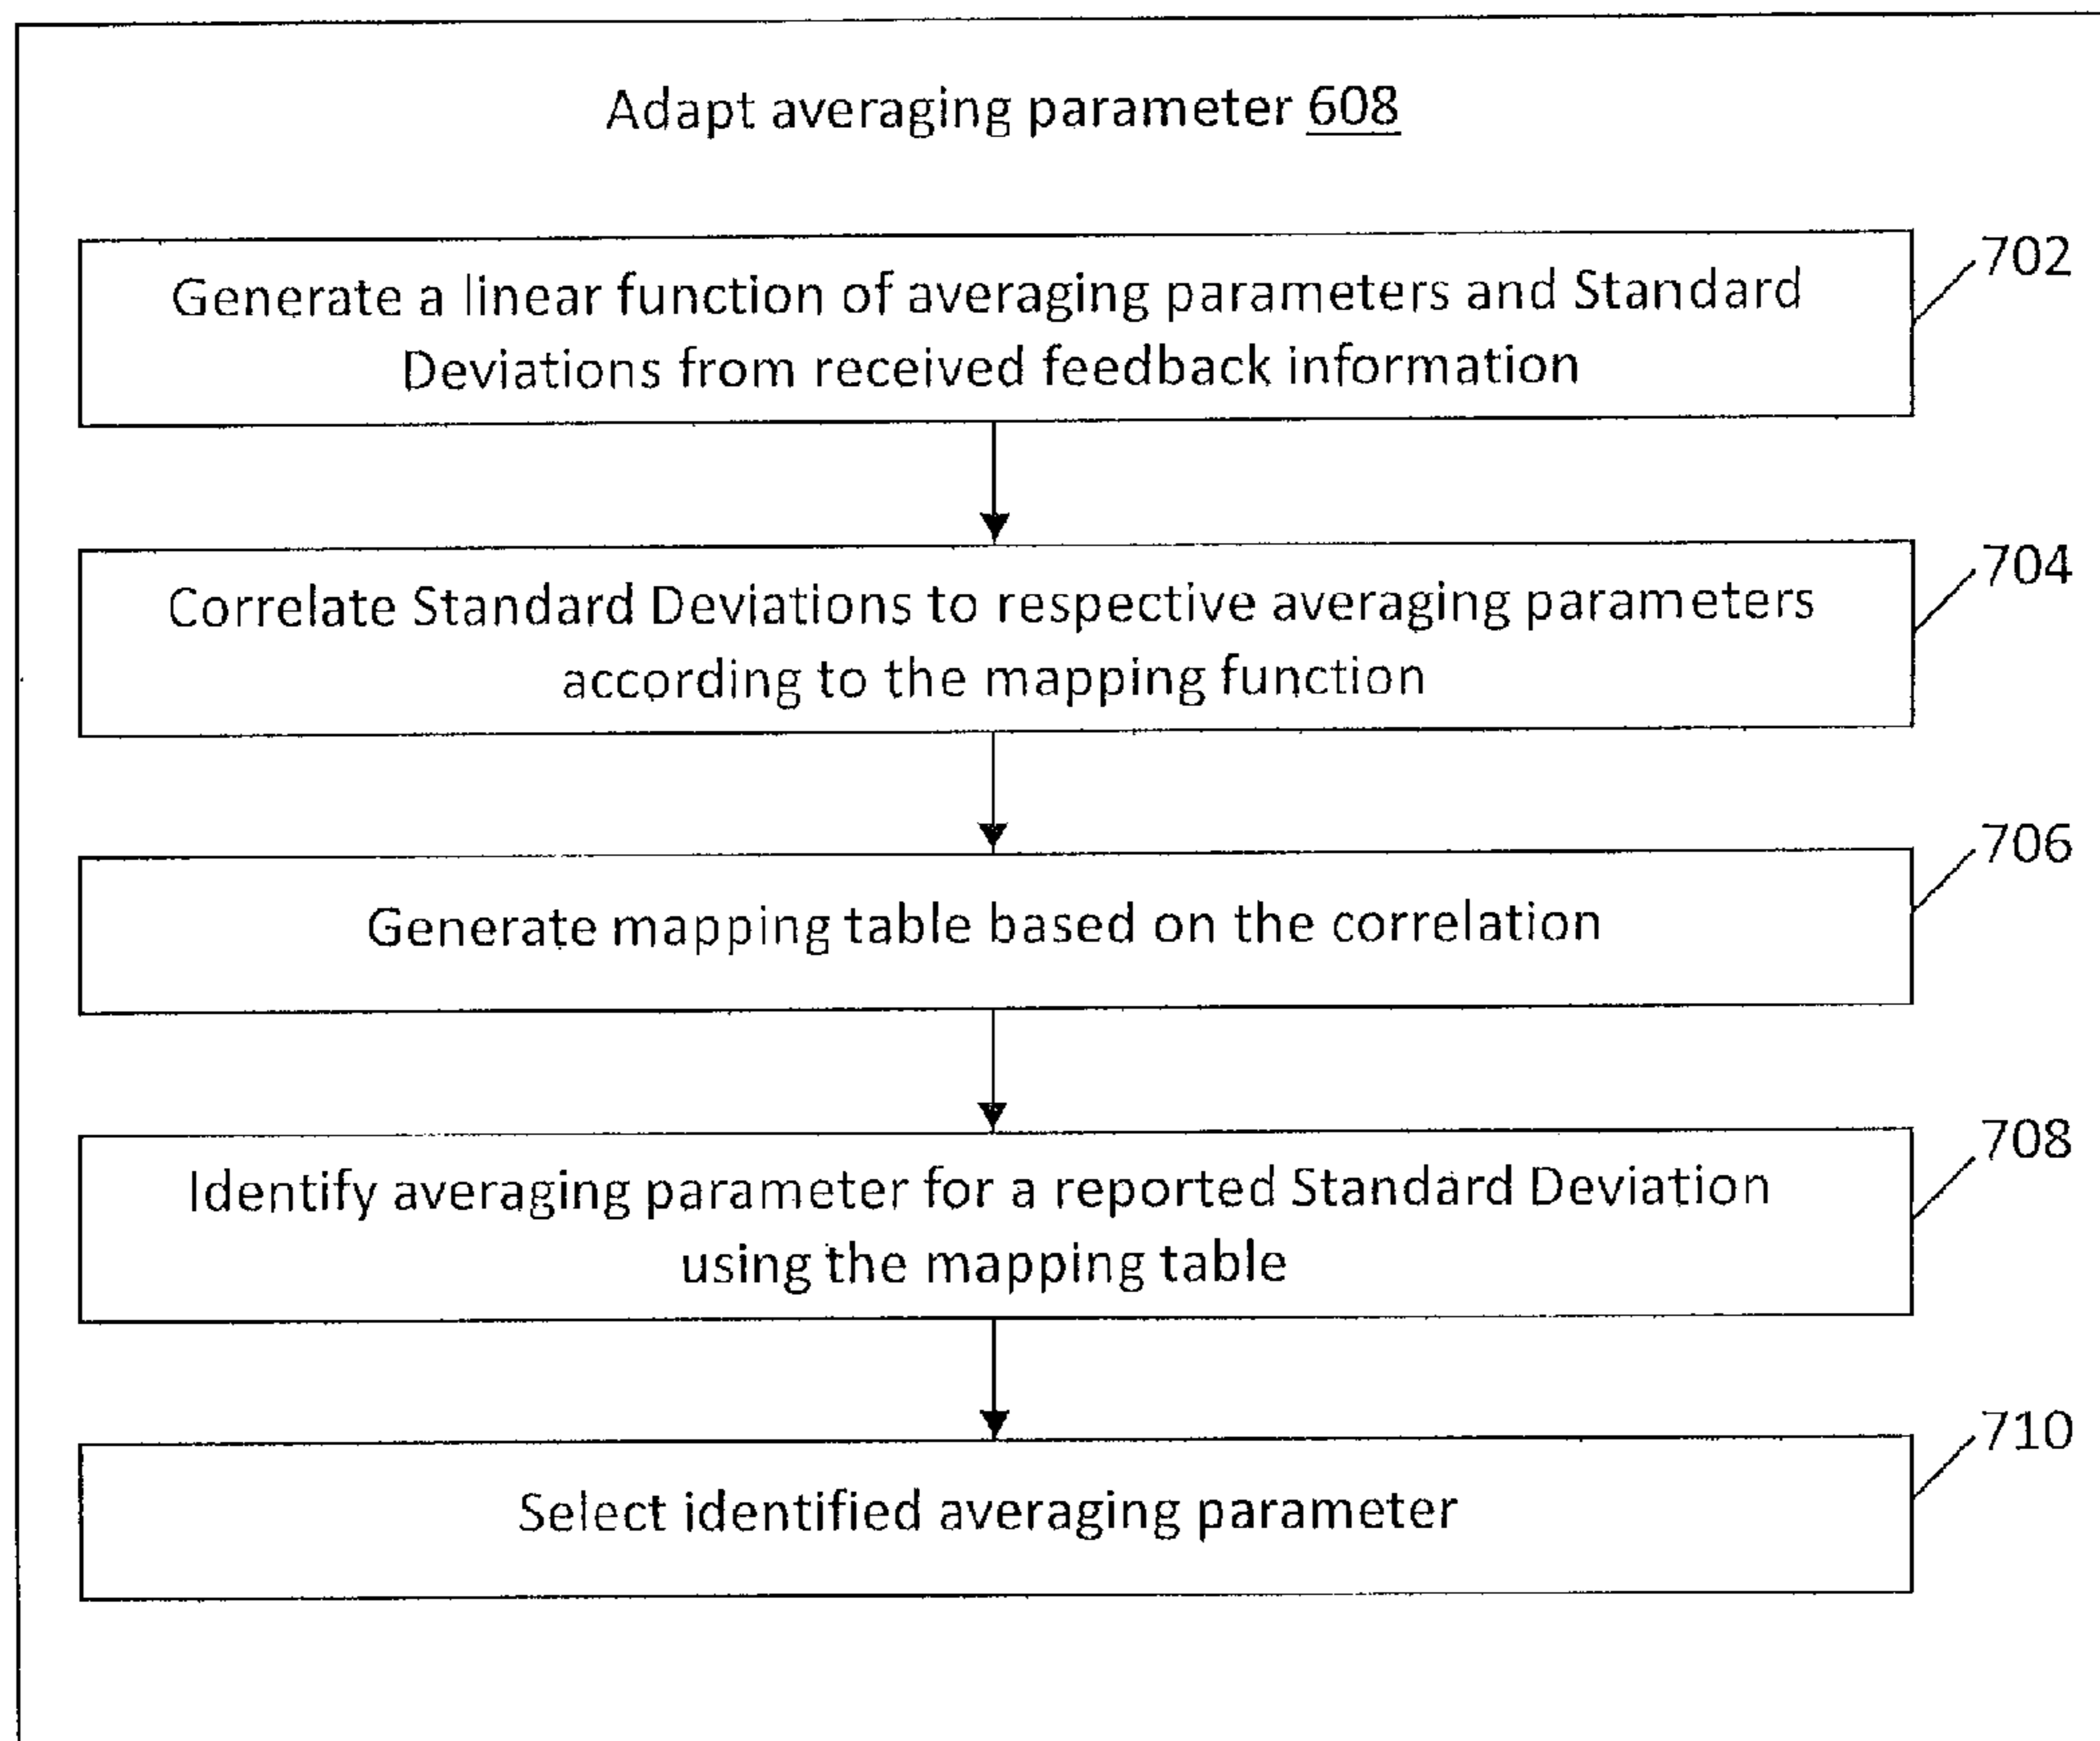 Adapt averaging parameter 608
702
Generate a linear function of averaging parameters and Standard
Deviations from received feedback information
704
Correlate Standard Deviations to respective averaging parameters
according to the mapping function
706
Generate mapping table based on the correlation
708
Identify averaging parameter for a reported Standard Deviation
using the mapping table
710
Select identified averaging parameter